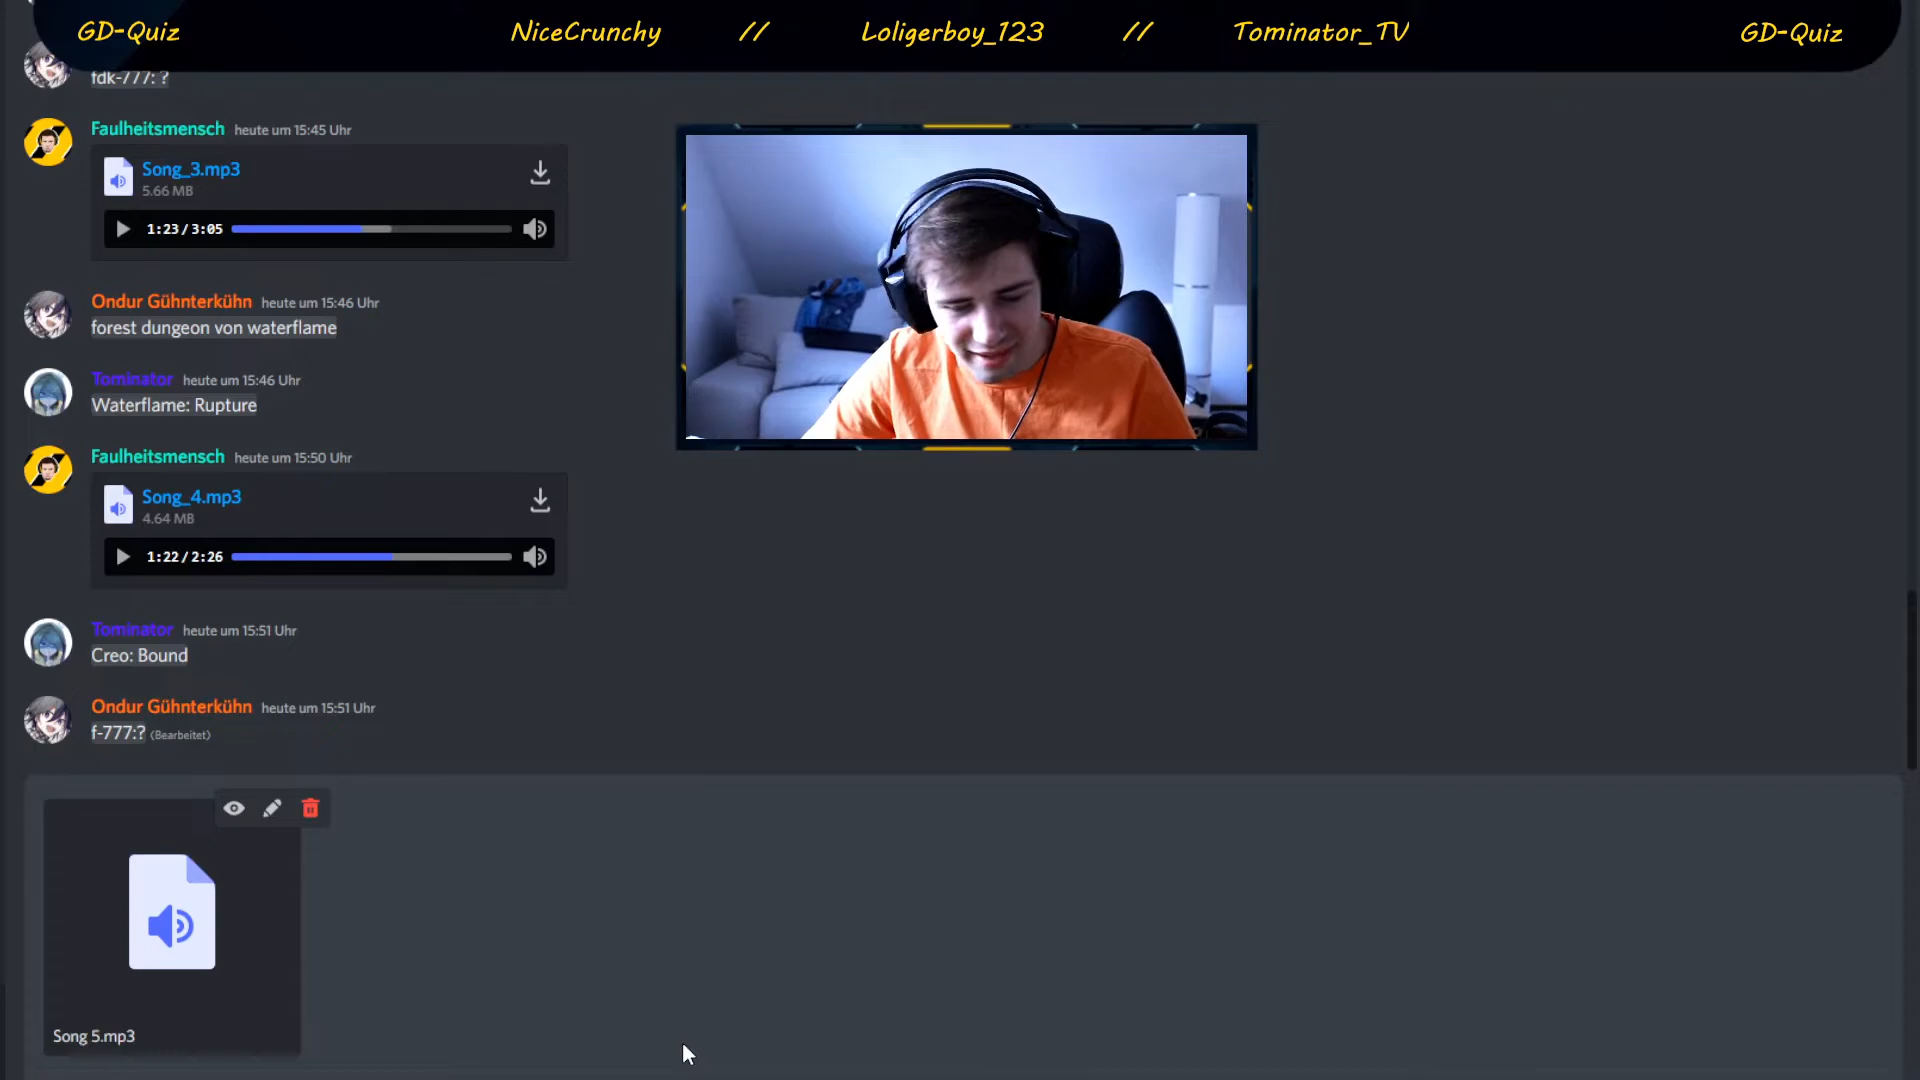 GD-Quiz NiceCrunchy // Loligerboy_123 // Tominator_TV GD-Quiz
fdk-777: ?
Faulheitsmensch heute um 15:45 Uhr
Song_3.mp3
5.66 MB
1:23/3:05
Ondur Gühnterkühn heute um 15:46 Uhr
forest dungeon von waterflame
Tominator heute um 15:46 Uhr
Waterflame: Rupture
Faulheitsmensch heute um 15:50 Uhr
Song_4.mp3
4.64 MB
1:22/2:26
Tominator heute um 15:51 Uhr
Creo: Bound
Ondur Gühnterkühn heute um 15:51 Uhr
f-777:? (Bearbeitet)
Song 5.mp3